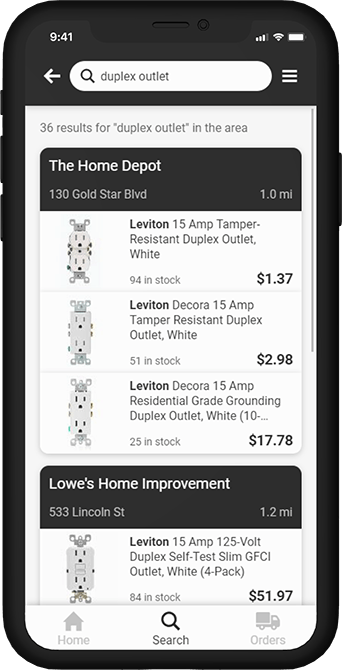 9:41
duplex outlet
36 results for "duplex outlet" in the area
The Home Depot
130 Gold Star Blvd 1.0 mi
Leviton 15 Amp Tamper-
Resistant Duplex Outlet,
White
94 in stock $1.37
Leviton Decora 15 Amp
Tamper Resistant Duplex
Outlet, White
51 in stock $2.98
Leviton Decora 15 Amp
Residential Grade Grounding
Duplex Outlet, White (10-...
25 in stock $17.78
Lowe's Home Improvement
533 Lincoln St 1.2 mi
Leviton 15 Amp 125-Volt
Duplex Self-Test Slim GFCI
Outlet, White (4-Pack)
84 in stock $51.97
Home Search Orders